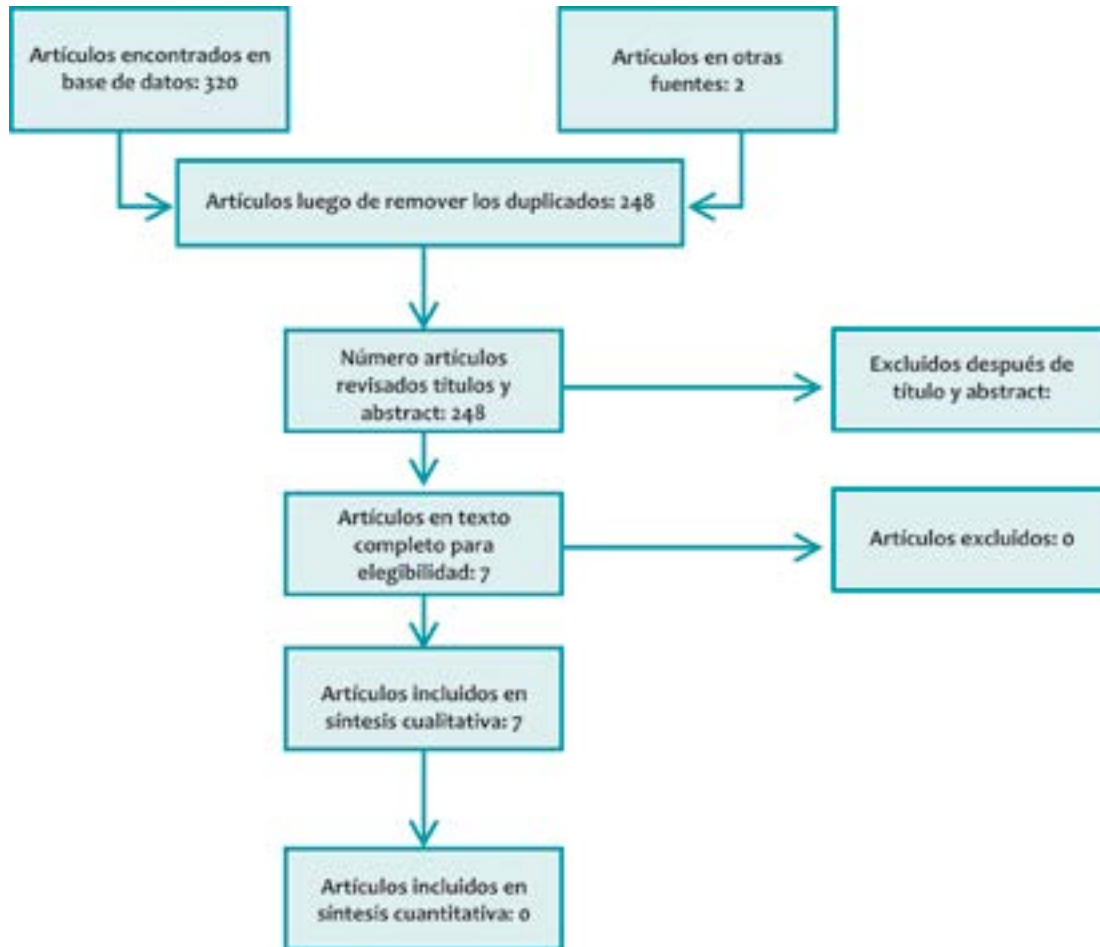 Artículos encontrados en
base de datos: 320
Artículos en otras
fuentes: 2
Artículos luego de remover los duplicados: 248
Número artículos
revisados títulos y
abstract: 248
Excluidos después de
título y abstract:
Artículos en texto
completo para
elegibilidad: 7
Artículos excluidos: 0
Artículos incluidos en
síntesis cualitativa: 7
Artículos incluidos en
síntesis cuantitativa: 0